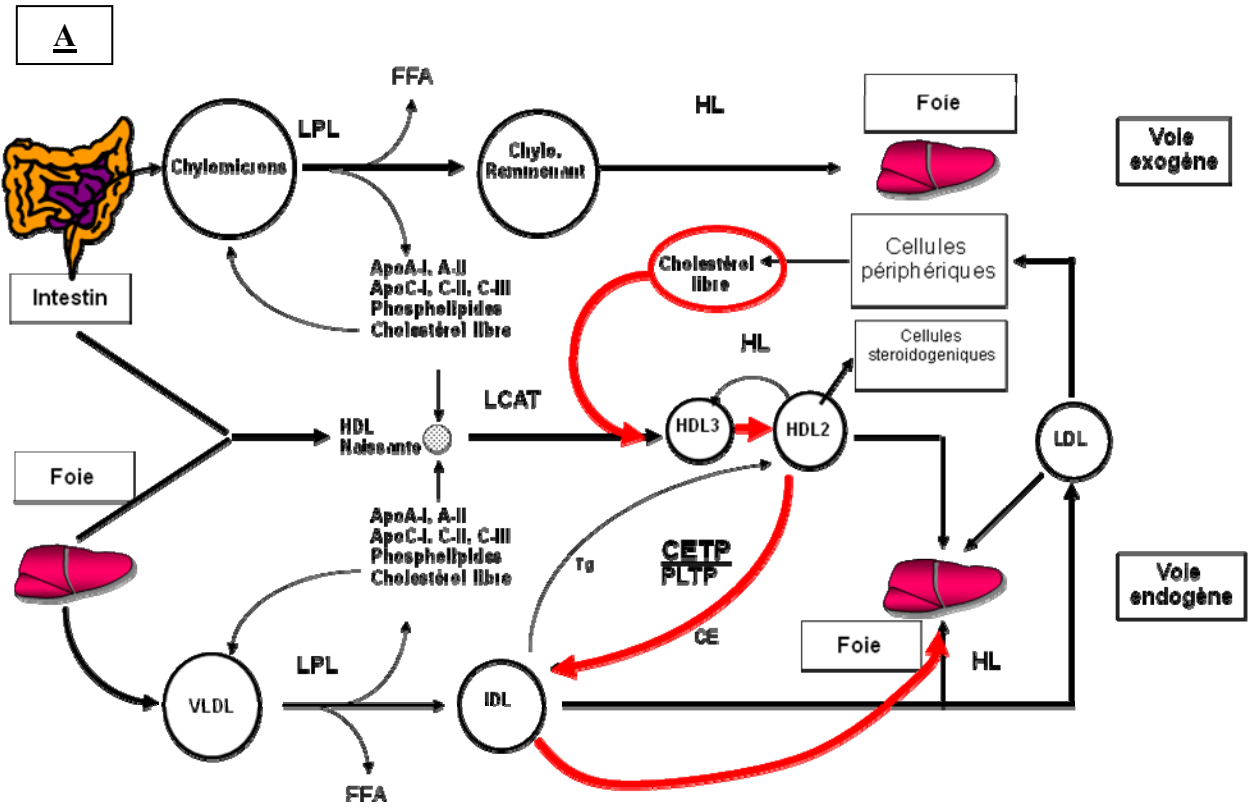 A
FFA
LPL
HL
Foie
Voie
exogène
Chylomicrons
Chylo.
Intestin
ApoA-I, A-II
ApoC-I, C-II, C-III
Phospholipides
Cholestérol libre
Cholestérol
libre
Cellules
périphériques
HL
Cellules
steroidogeniques
LCAT
HDL
Naissante
HDL3
HDL2
LDL
Foie
ApoA-I, A-II
ApoC-I, C-II, C-III
Phospholipides
Cholestérol libre
Tg
CETP
PLTP
CE
Voie
endogène
Foie
HL
LPL
VLDL
IDL
FFA